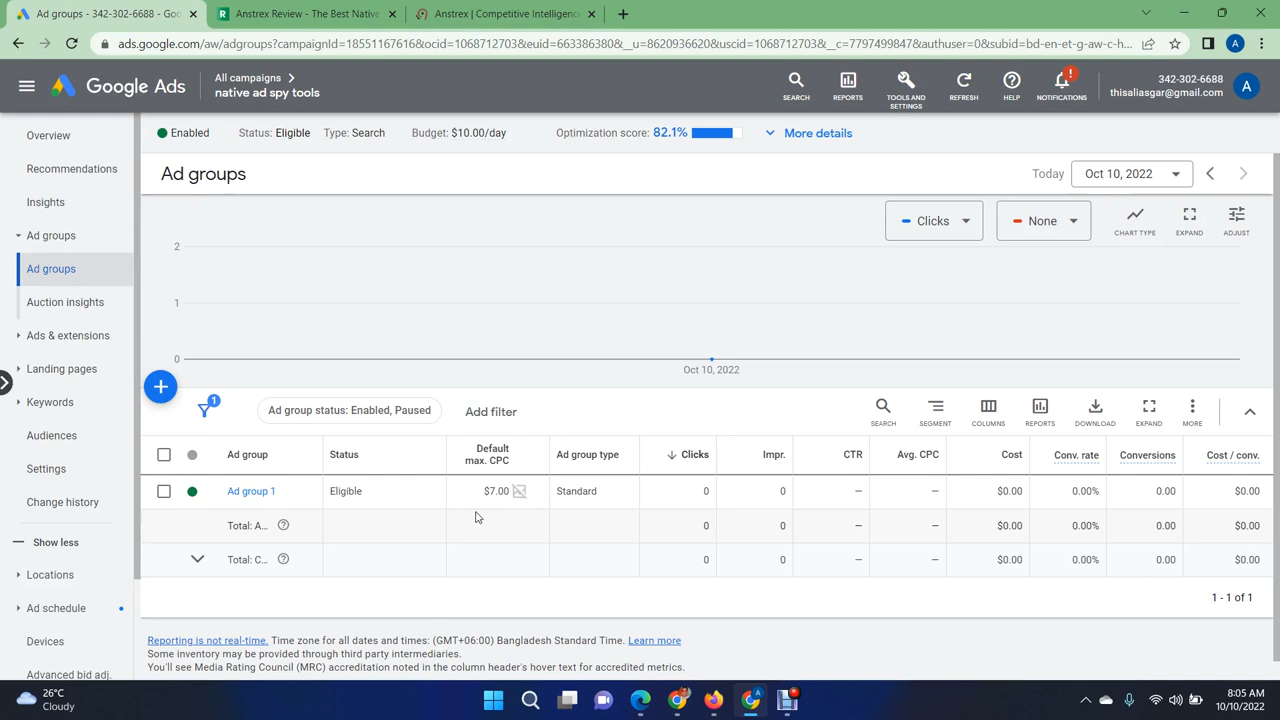 Ad groups - 342-302-6688 - Goo
Anstrex Review - The Best Native
Anstrex | Competitive Intelligenc
ads.google.com/aw/adgroups?campaignId=18551167616&ocid=1068712703&euid=663386380&__u=8620936620&uscid=1068712703&__c=7797499847&authuser=0&subid=bd-en-et-g-aw-c-h...
A
Google Ads
All campaigns
native ad spy tools
SEARCH
REPORTS
TOOLS AND SETTINGS
REFRESH
HELP
!
NOTIFICATIONS
342-302-6688
thisaliasgar@gmail.com
A
Overview
Recommendations
Insights
Ad groups
Ad groups
Auction insights
Ads & extensions
Landing pages
Keywords
Audiences
Settings
Change history
Show less
Locations
Ad schedule
Devices
Advanced bid adj.
Enabled Status: Eligible Type: Search Budget: $10.00/day Optimization score: 82.1% More details
Ad groups
Today Oct 10, 2022
Clicks
None
CHART TYPE
EXPAND
ADJUST
2
1
0
Oct 10, 2022
1
Ad group status: Enabled, Paused
Add filter
SEARCH
SEGMENT
COLUMNS
REPORTS
DOWNLOAD
EXPAND
MORE
Ad group Status Default max. CPC Ad group type Clicks Impr. CTR Avg. CPC Cost Conv. rate Conversions Cost / conv.
Ad group 1 Eligible $7.00 Standard 0 0 — — $0.00 0.00% 0.00 $0.00
Total: A... 0 0 — — $0.00 0.00% 0.00 $0.00
Total: C... 0 0 — — $0.00 0.00% 0.00 $0.00
1 - 1 of 1
Reporting is not real-time. Time zone for all dates and times: (GMT+06:00) Bangladesh Standard Time. Learn more
Some inventory may be provided through third party intermediaries.
You'll see Media Rating Council (MRC) accreditation noted in the column header's hover text for accredited metrics.
26°C
Cloudy
8:05 AM
10/10/2022